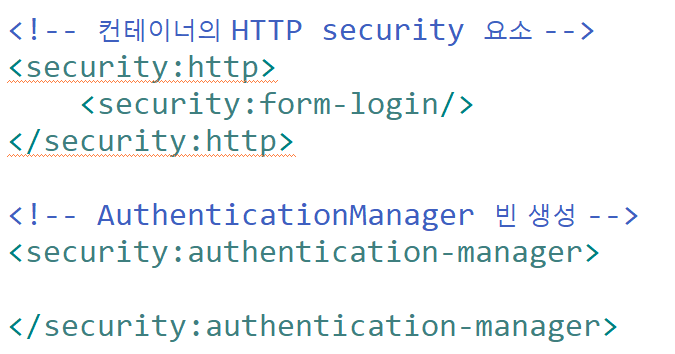 <!-- 컨테이너의 HTTP security 요소 -->
<security:http>
    <security:form-login/>
</security:http>

<!-- AuthenticationManager 빈 생성 -->
<security:authentication-manager>

</security:authentication-manager>